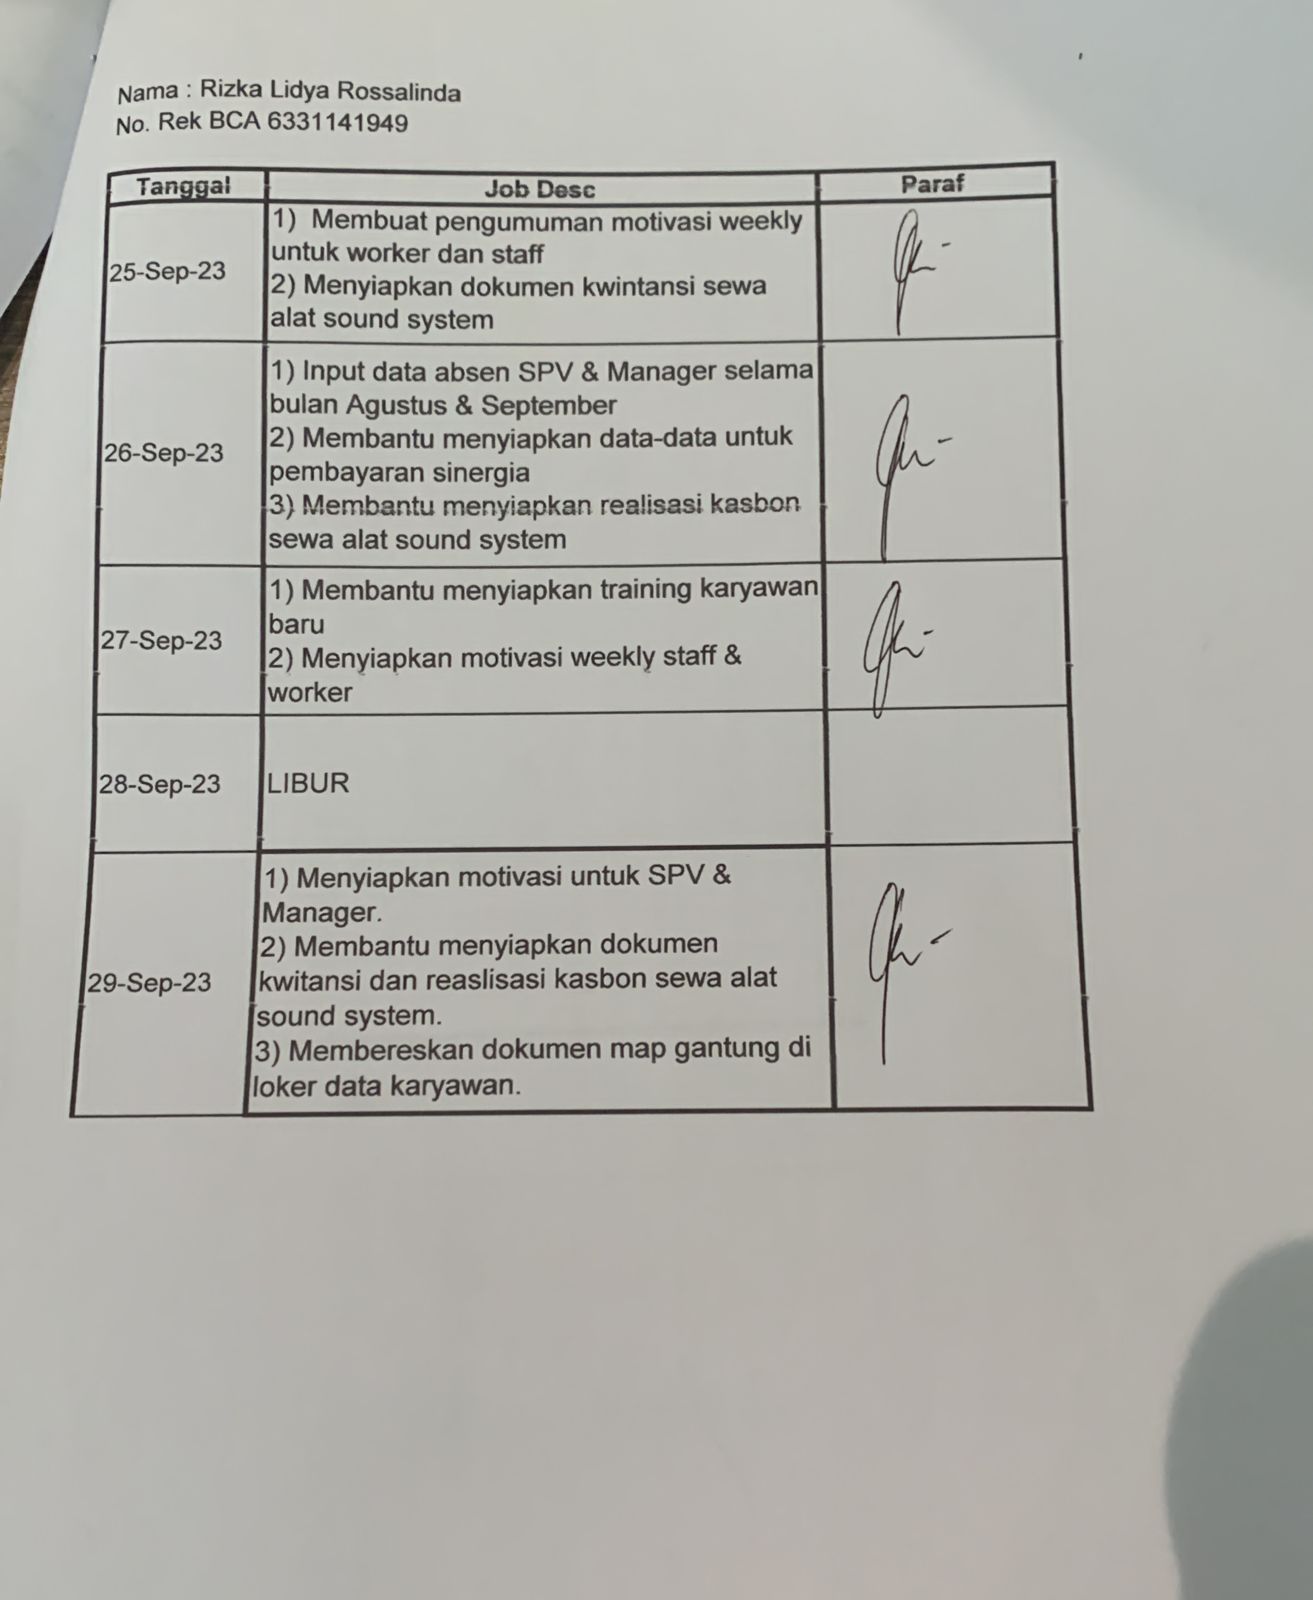 Nama : Rizka Lidya Rossalinda
No. Rek BCA 6331141949
Tanggal Job Desc Paraf
25-Sep-23
1) Membuat pengumuman motivasi weekly
untuk worker dan staff
2) Menyiapkan dokumen kwintansi sewa
alat sound system
26-Sep-23
1) Input data absen SPV & Manager selama
bulan Agustus & September
2) Membantu menyiapkan data-data untuk
pembayaran sinergia
3) Membantu menyiapkan realisasi kasbon
sewa alat sound system
27-Sep-23
1) Membantu menyiapkan training karyawan
baru
2) Menyiapkan motivasi weekly staff &
worker
28-Sep-23
LIBUR
29-Sep-23
1) Menyiapkan motivasi untuk SPV &
Manager.
2) Membantu menyiapkan dokumen
kwitansi dan reaslisasi kasbon sewa alat
sound system.
3) Membereskan dokumen map gantung di
loker data karyawan.